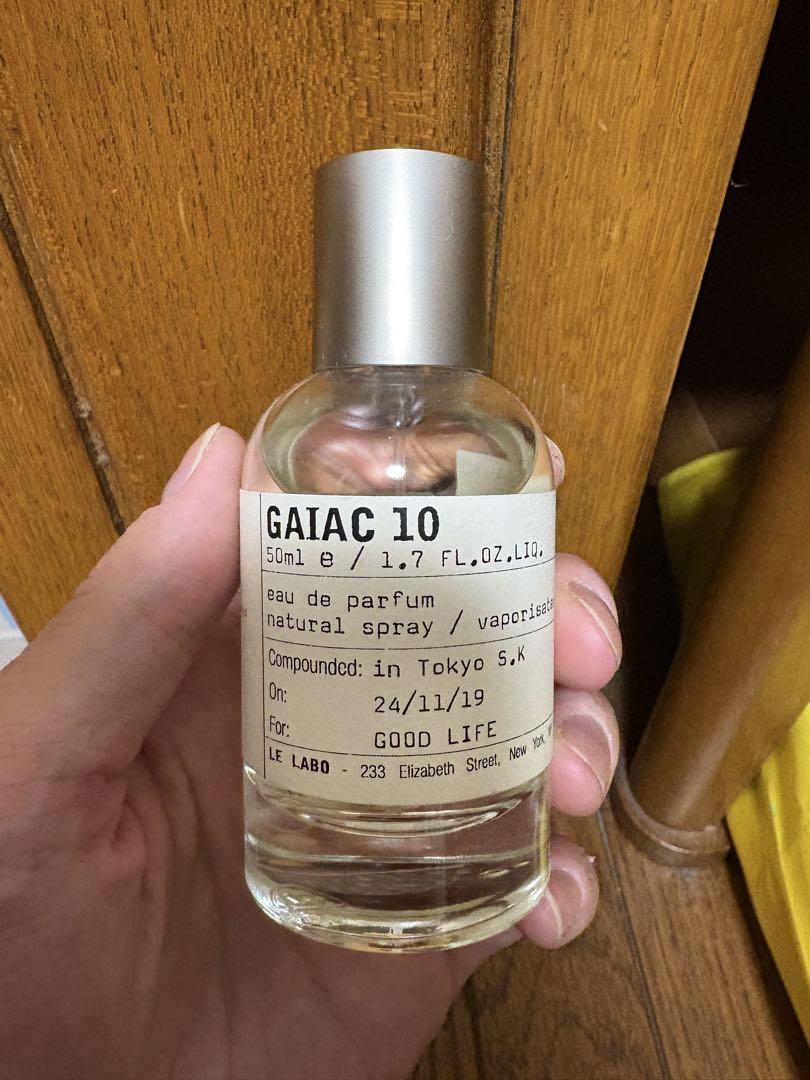 GAIAC 10
50ml e / 1.7 FL.OZ.LIQ.
eau de parfum
natural spray /
Compounded: in Tokyo S.K
On: 24/11/19
For: GOOD LIFE
LE LABO - 233 Elizabeth Street, New York,